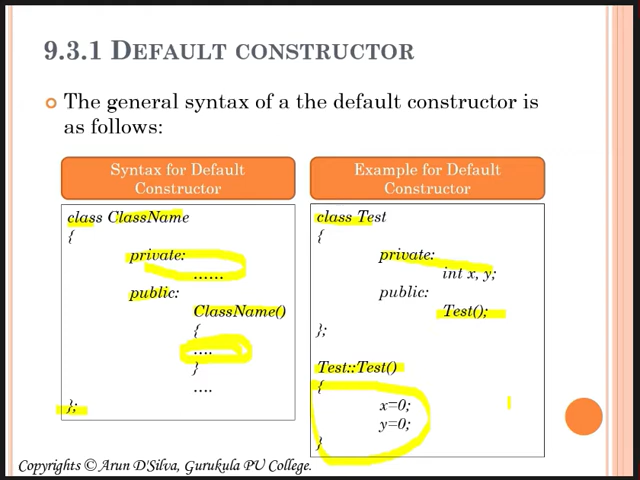 9.3.1 DEFAULT CONSTRUCTOR
The general syntax of a the default constructor is
as follows:
Syntax for Default
Constructor
class ClassName
{
private:
......
public:
ClassName()
{
....
}
....
};
Example for Default
Constructor
class Test
{
private:
int x, y;
public:
Test();
};
Test::Test()
{
x=0;
y=0;
}
Copyrights © Arun D'Silva, Gurukula PU College.